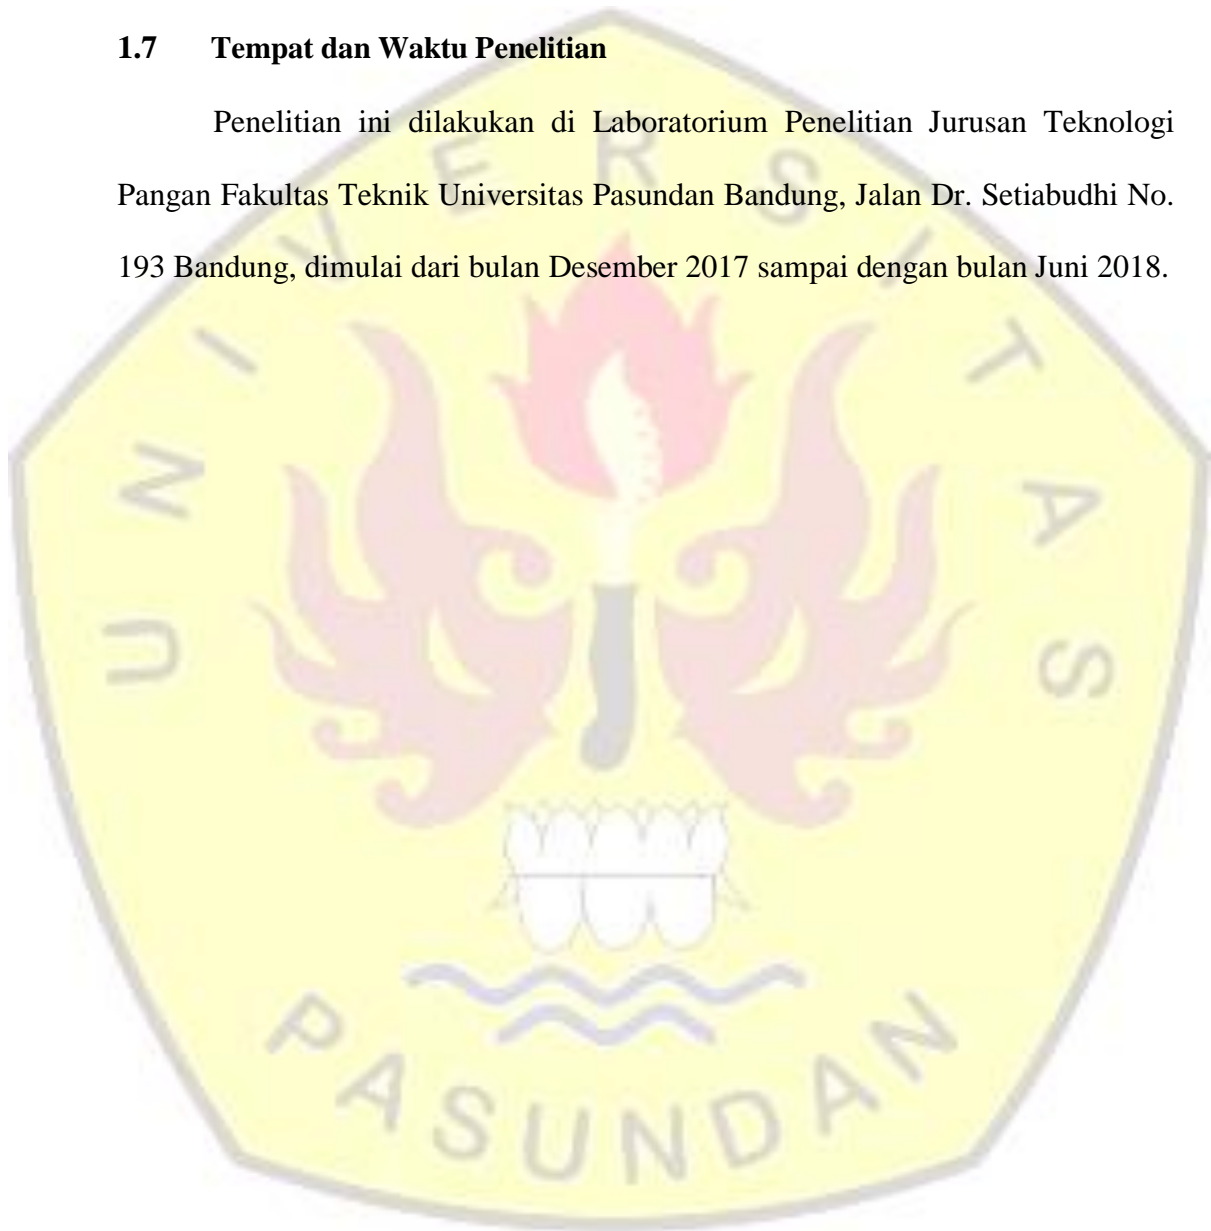 1.7 Tempat dan Waktu Penelitian
Penelitian ini dilakukan di Laboratorium Penelitian Jurusan Teknologi
Pangan Fakultas Teknik Universitas Pasundan Bandung, Jalan Dr. Setiabudhi No.
193 Bandung, dimulai dari bulan Desember 2017 sampai dengan bulan Juni 2018.
UNIVERSITAS
PASUNDAN